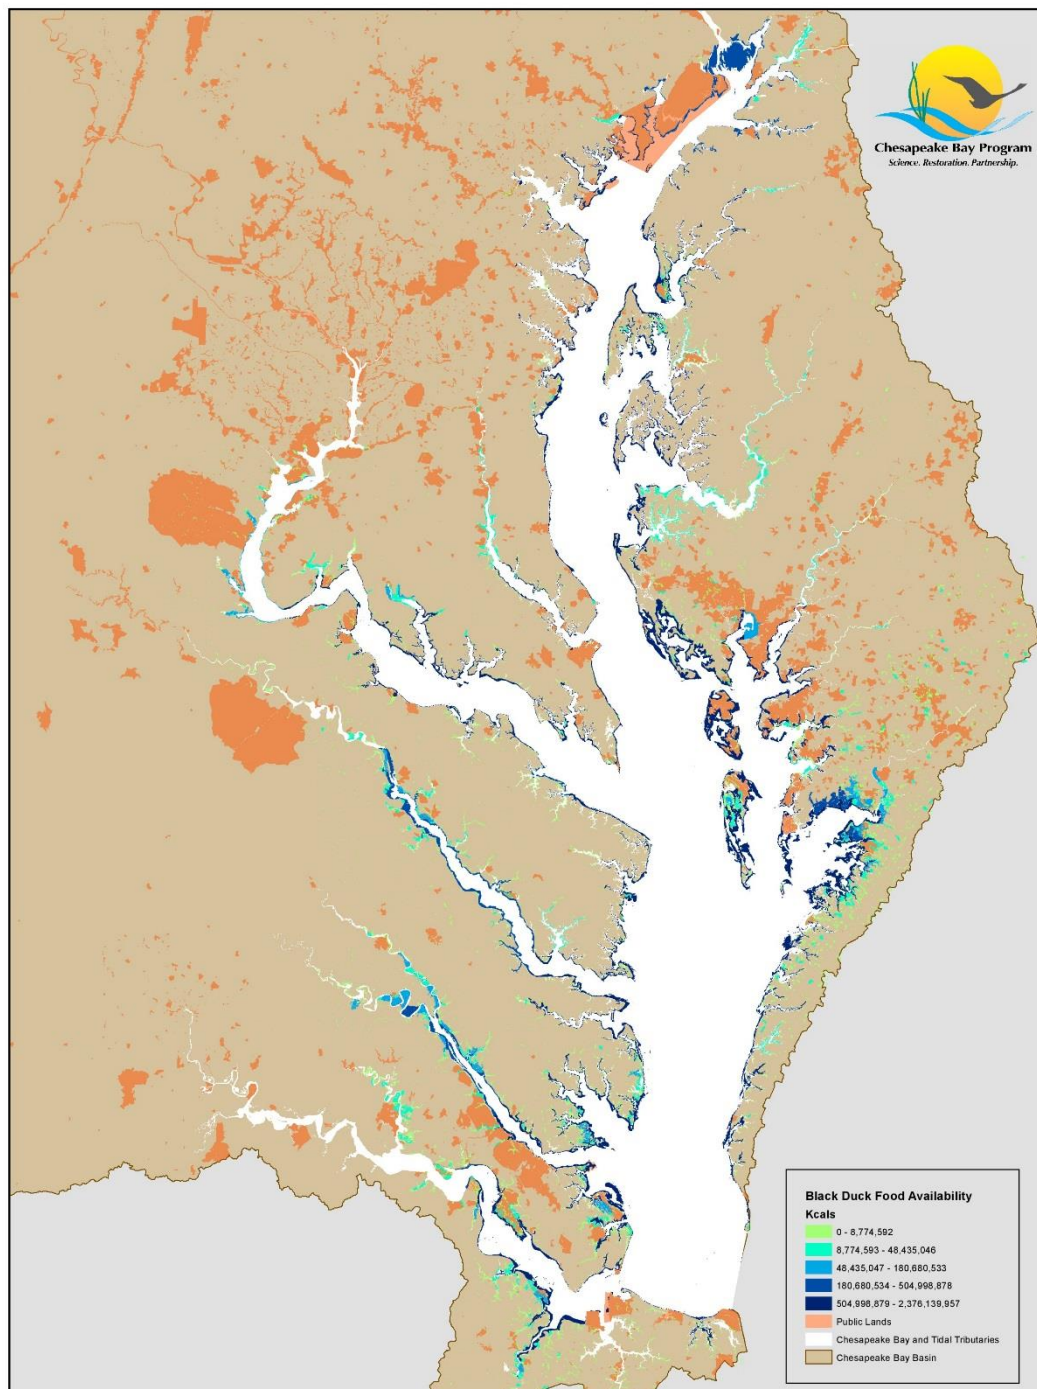 Chesapeake Bay Program
Science. Restoration. Partnership.
Black Duck Food Availability
Kcals
0 - 8,774,592
8,774,593 - 48,435,046
48,435,047 - 180,680,533
180,680,534 - 504,998,878
504,998,879 - 2,376,139,957
Public Lands
Chesapeake Bay and Tidal Tributaries
Chesapeake Bay Basin